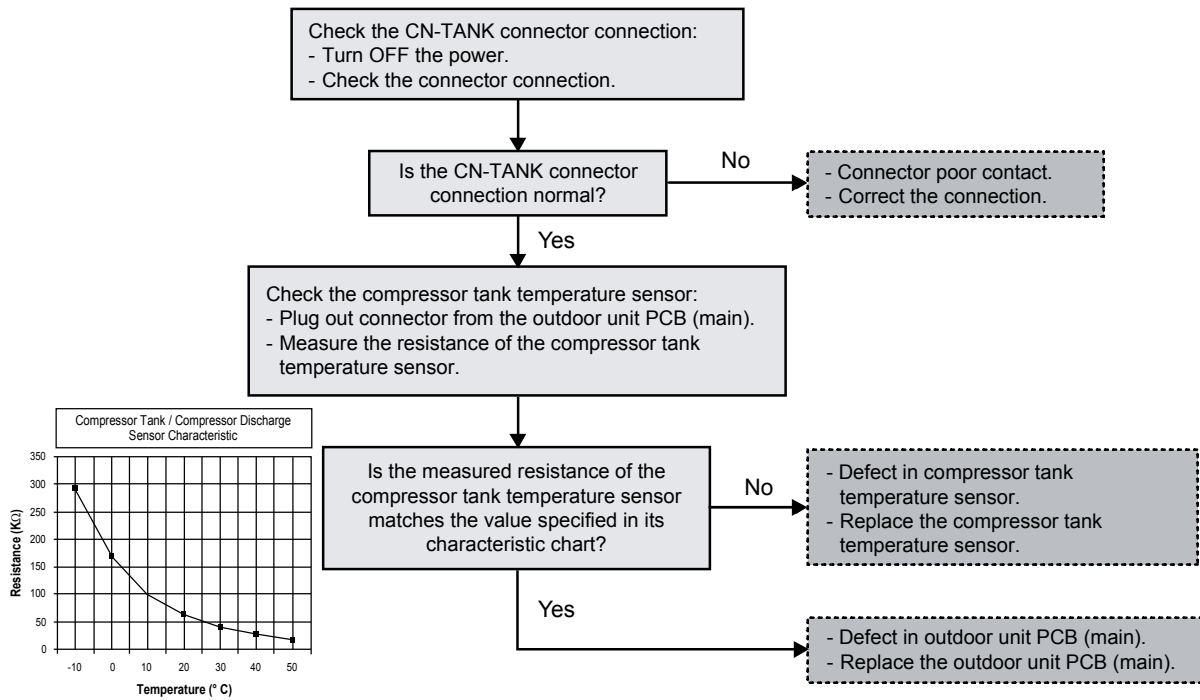 Check the CN-TANK connector connection:
- Turn OFF the power.
- Check the connector connection.
Is the CN-TANK connector
connection normal?
No
- Connector poor contact.
- Correct the connection.
Yes
Check the compressor tank temperature sensor:
- Plug out connector from the outdoor unit PCB (main).
- Measure the resistance of the compressor tank
temperature sensor.
Compressor Tank / Compressor Discharge
Sensor Characteristic
Resistance (KΩ)
350
300
250
200
150
100
50
0
-10 0 10 20 30 40 50
Temperature (° C)
Is the measured resistance of the
compressor tank temperature sensor
matches the value specified in its
characteristic chart?
No
- Defect in compressor tank
temperature sensor.
- Replace the compressor tank
temperature sensor.
Yes
- Defect in outdoor unit PCB (main).
- Replace the outdoor unit PCB (main).